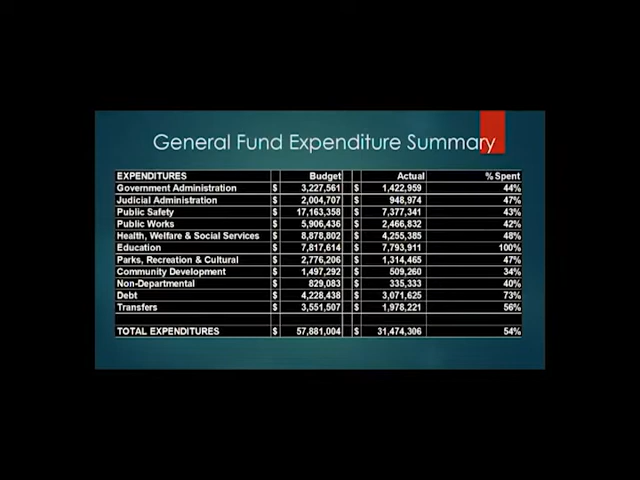 General Fund Expenditure Summary
EXPENDITURES Budget Actual % Spent
Government Administration $ 3,227,561 $ 1,422,959 44%
Judicial Administration $ 2,004,707 $ 948,974 47%
Public Safety $ 17,163,358 $ 7,377,341 43%
Public Works $ 5,906,436 $ 2,466,832 42%
Health, Welfare & Social Services $ 8,878,802 $ 4,255,385 48%
Education $ 7,817,614 $ 7,793,911 100%
Parks, Recreation & Cultural $ 2,776,206 $ 1,314,465 47%
Community Development $ 1,497,292 $ 509,260 34%
Non-Departmental $ 829,083 $ 335,333 40%
Debt $ 4,228,438 $ 3,071,625 73%
Transfers $ 3,551,507 $ 1,978,221 56%
TOTAL EXPENDITURES $ 57,881,004 $ 31,474,306 54%